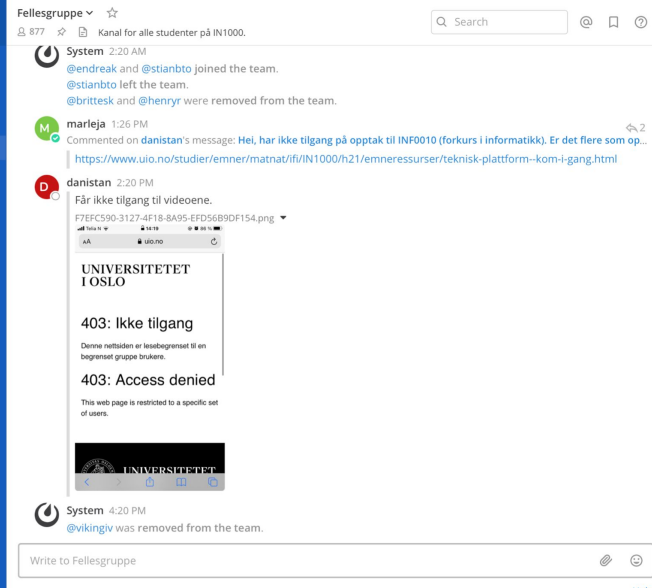 Fellesgruppe
877 Kanal for alle studenter på IN1000.
Search
System 2:20 AM
@endreak and @stianbto joined the team.
@stianbto left the team.
@brittesk and @henryr were removed from the team.
M
marleja 1:26 PM
2
Commented on danistan's message: Hei, har ikke tilgang på opptak til INF0010 (forkurs i informatikk). Er det flere som op...
https://www.uio.no/studier/emner/matnat/ifi/IN1000/h21/emneressurser/teknisk-plattform--kom-i-gang.html
D
danistan 2:20 PM
Får ikke tilgang til videoene.
F7EFC590-3127-4F18-8A95-EFD56B9DF154.png
Telia N 14:19 88 %
AA uio.no
UNIVERSITETET
I OSLO
403: Ikke tilgang
Denne nettsiden er lesebegrenset til en
begrenset gruppe brukere.
403: Access denied
This web page is restricted to a specific set
of users.
UNIVERSITETET
System 4:20 PM
@vikingiv was removed from the team.
Write to Fellesgruppe